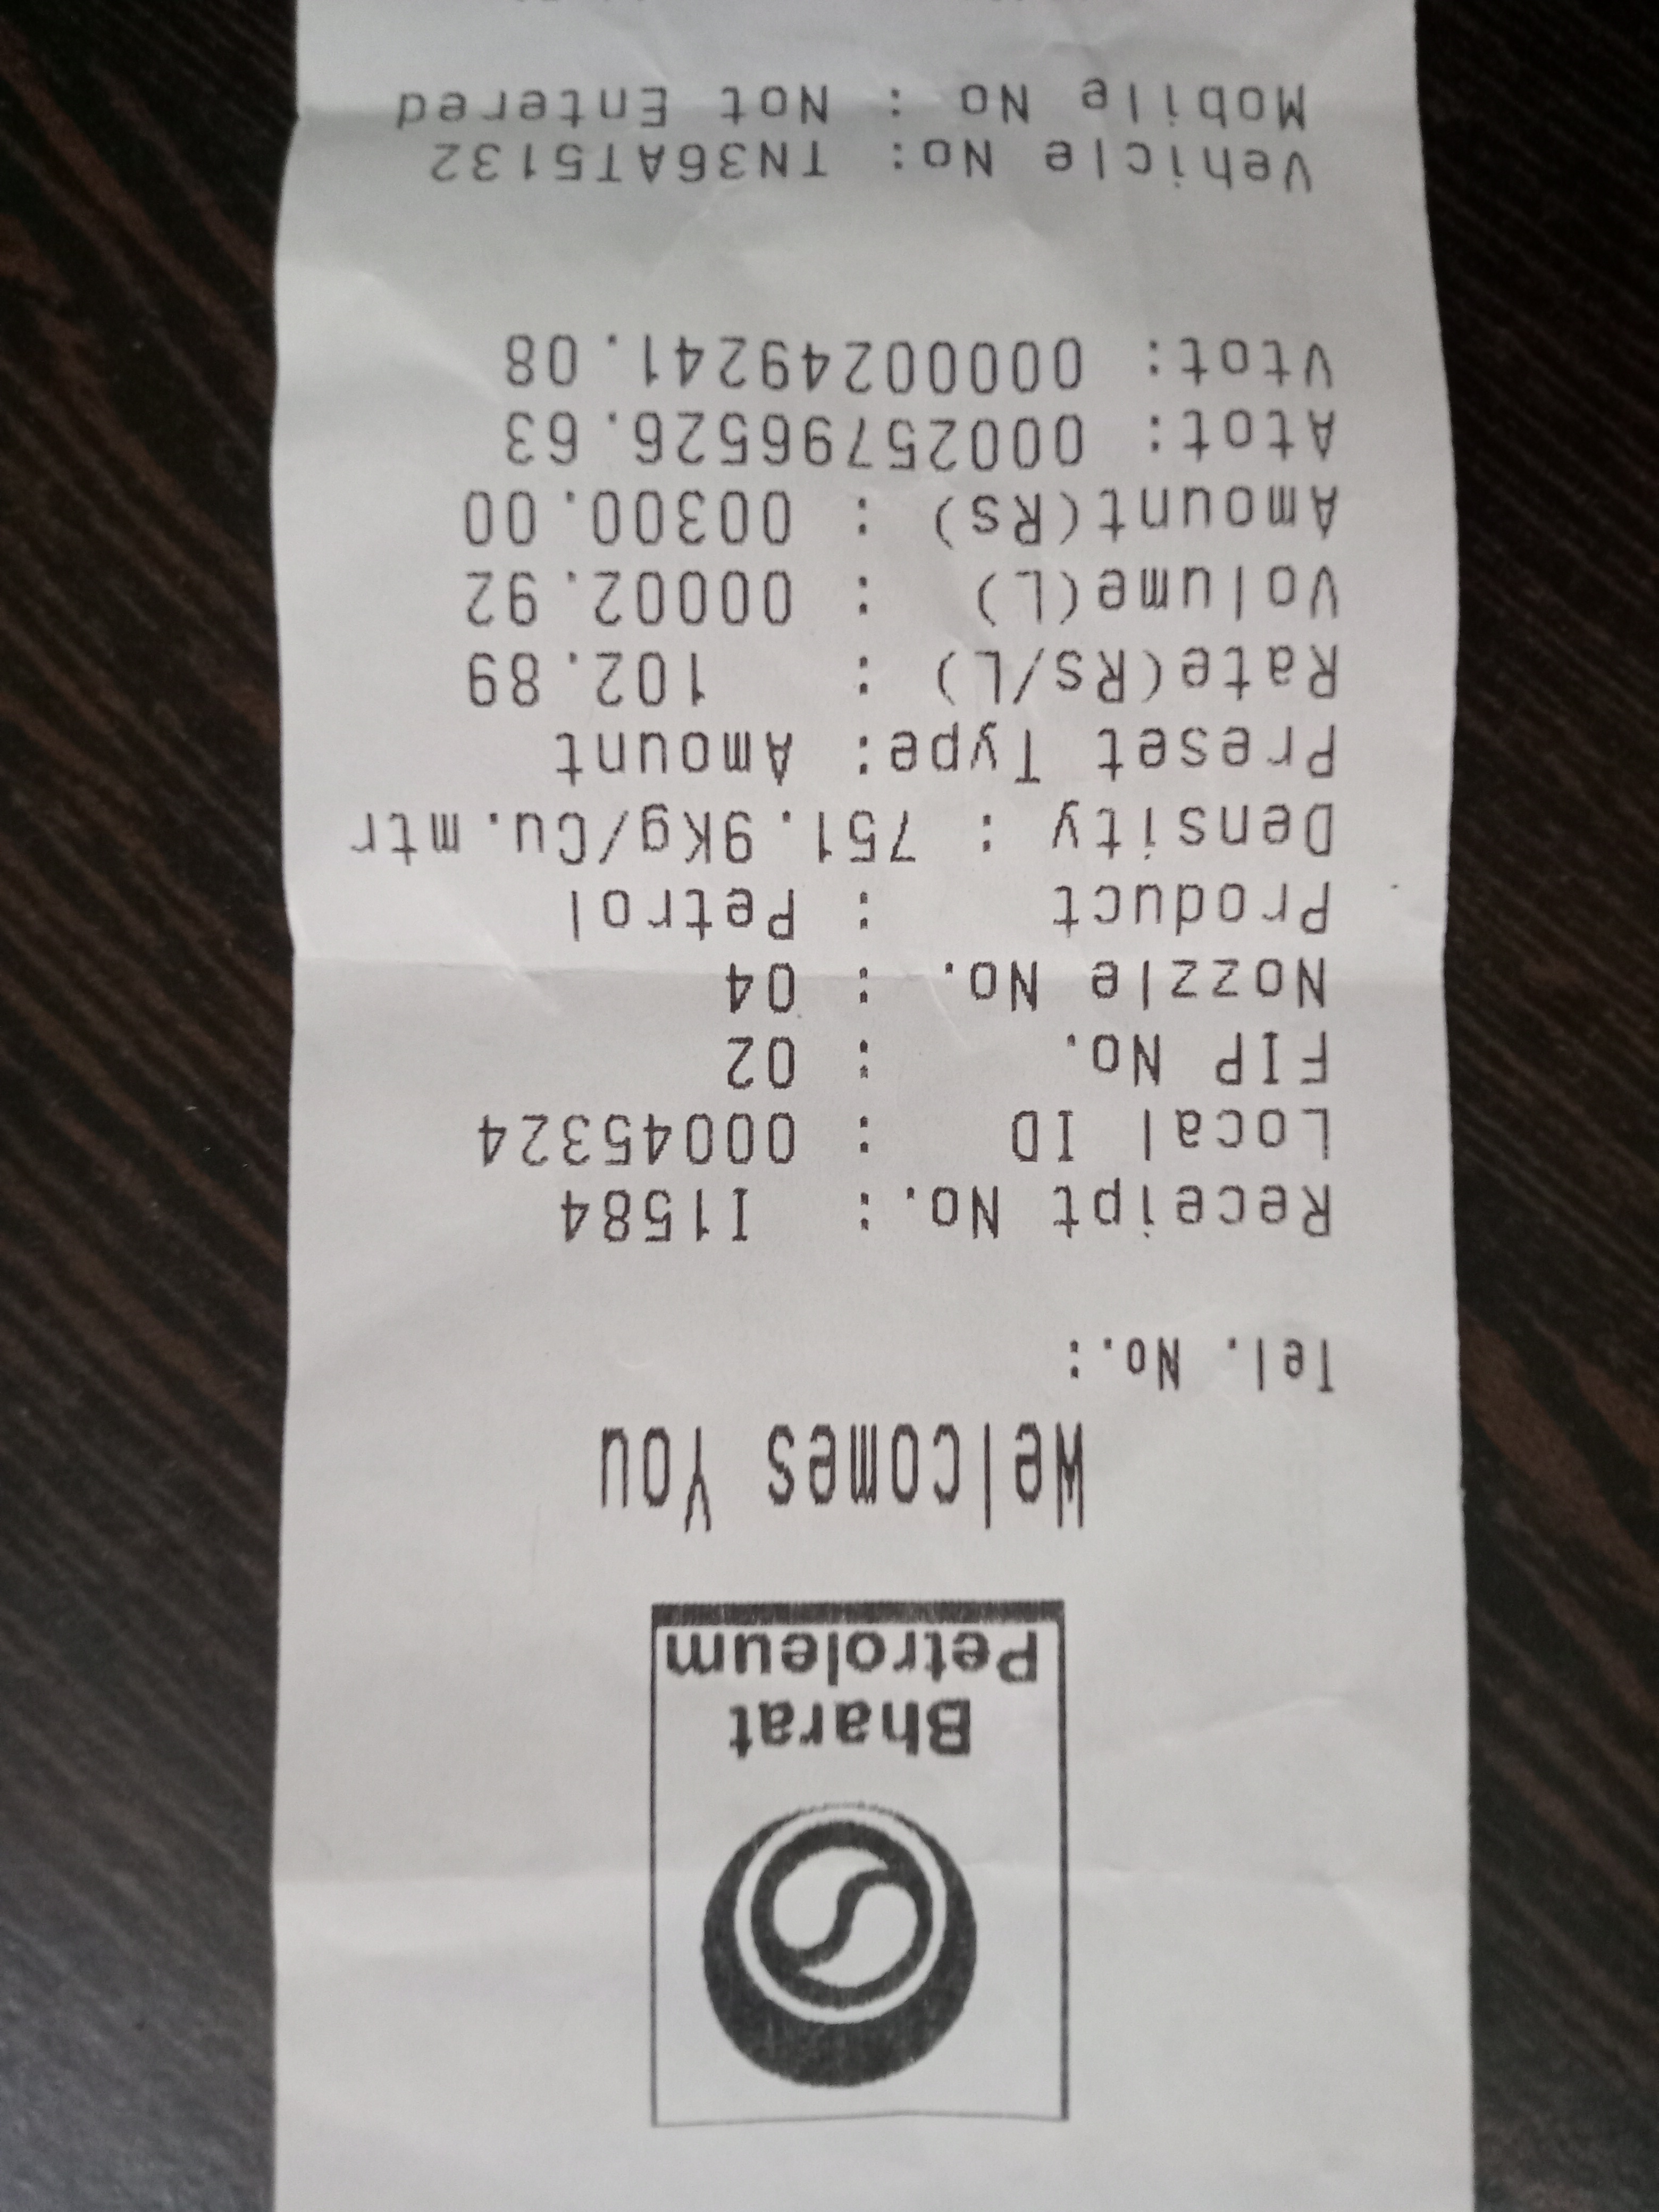 Bharat
Petroleum
Welcomes You
Tel. No.:
Receipt No.: I1584
Local ID : 00045324
FIP No. : 02
Nozzle No. : 04
Product : Petrol
Density : 751.9Kg/Cu.mtr
Preset Type: Amount
Rate(Rs/L) : 102.89
Volume(L) : 00002.92
Amount(Rs) : 00300.00
Atot: 00025796526.63
Vtot: 00000249241.08
Vehicle No: TN36AT5132
Mobile No : Not Entered